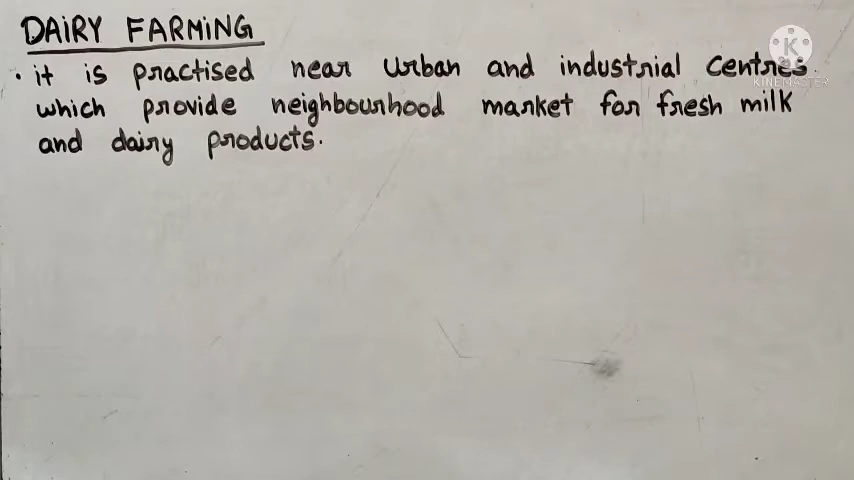 DAiRY FARMiNG
• it is practised near urban and industrial centres.
which provide neighbourhood market for fresh milk
and dairy products.
K
KINEMASTER